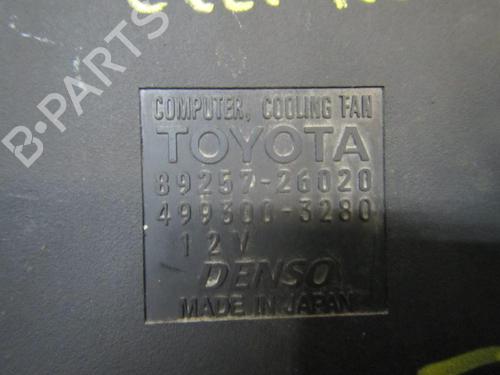 B-PARTS
COMPUTER, COOLING FAN
TOYOTA
89257-26020
499300-3280
12V
DENSO
MADE IN JAPAN